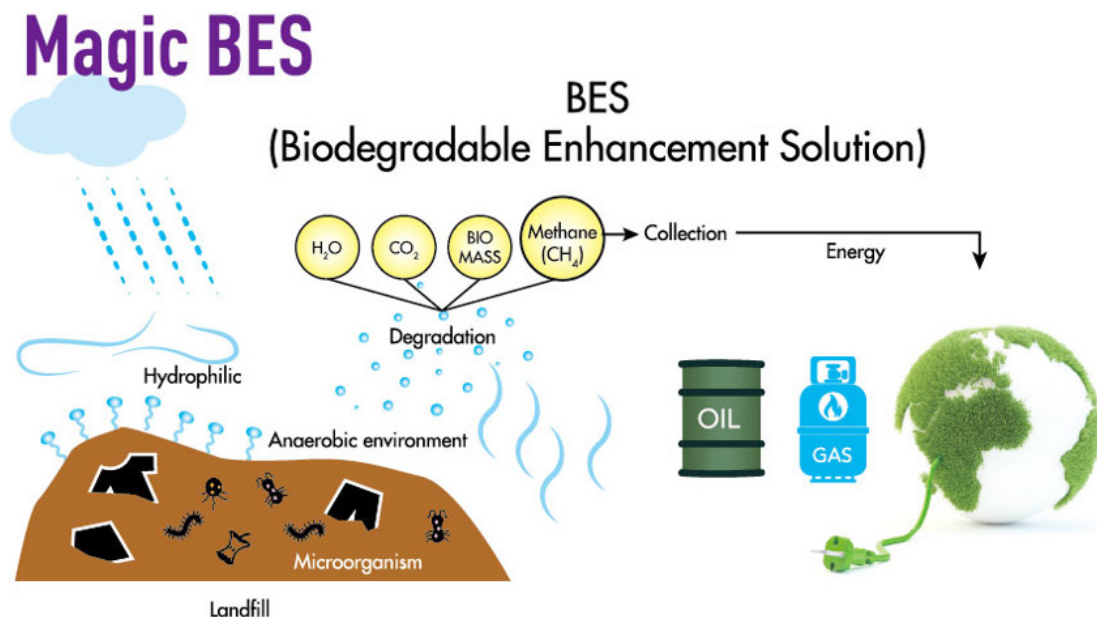 Magic BES
BES
(Biodegradable Enhancement Solution)
H₂O
CO₂
BIO
MASS
Methane
(CH₄)
Collection
Energy
Degradation
Hydrophilic
Anaerobic environment
OIL
GAS
Microorganism
Landfill